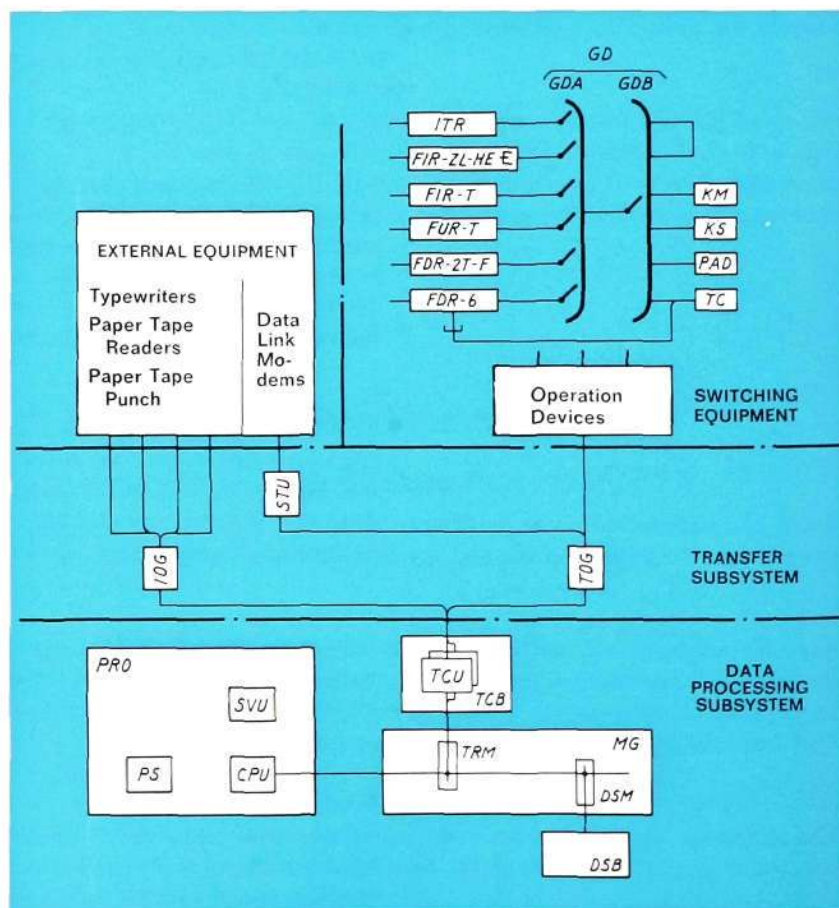 GD
GDA GDB
ITR
FIR-ZL-HE E
FIR-T
FUR-T
FDR-2T-F
FDR-6
KM
KS
PAD
TC
EXTERNAL EQUIPMENT
Typewriters
Paper Tape
Readers
Paper Tape
Punch
Data
Link
Mo-
dems
Operation
Devices
SWITCHING
EQUIPMENT
STU
IOG
TOG
TRANSFER
SUBSYSTEM
PRO
SVU
PS
CPU
TCU
TCB
DATA
PROCESSING
SUBSYSTEM
TRM
MG
DSM
DSB